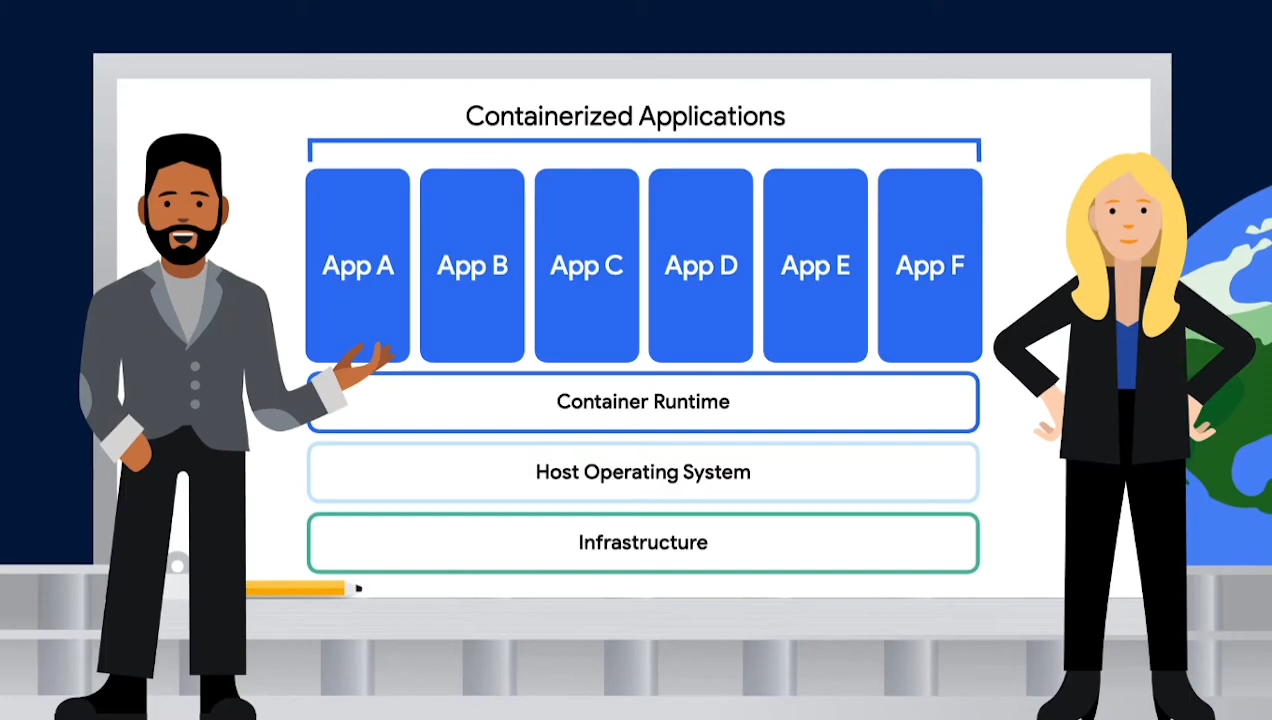 Containerized Applications
App A
App B
App C
App D
App E
App F
Container Runtime
Host Operating System
Infrastructure